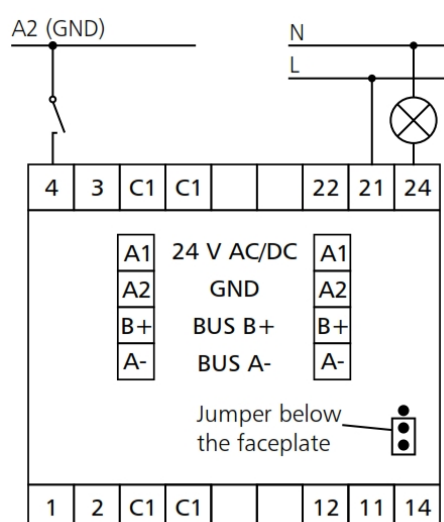 A2 (GND)
N
L
4 3 C1 C1 22 21 24
A1 24 V AC/DC A1
A2 GND A2
B+ BUS B+ B+
A- BUS A- A-
Jumper below
the faceplate
1 2 C1 C1 12 11 14